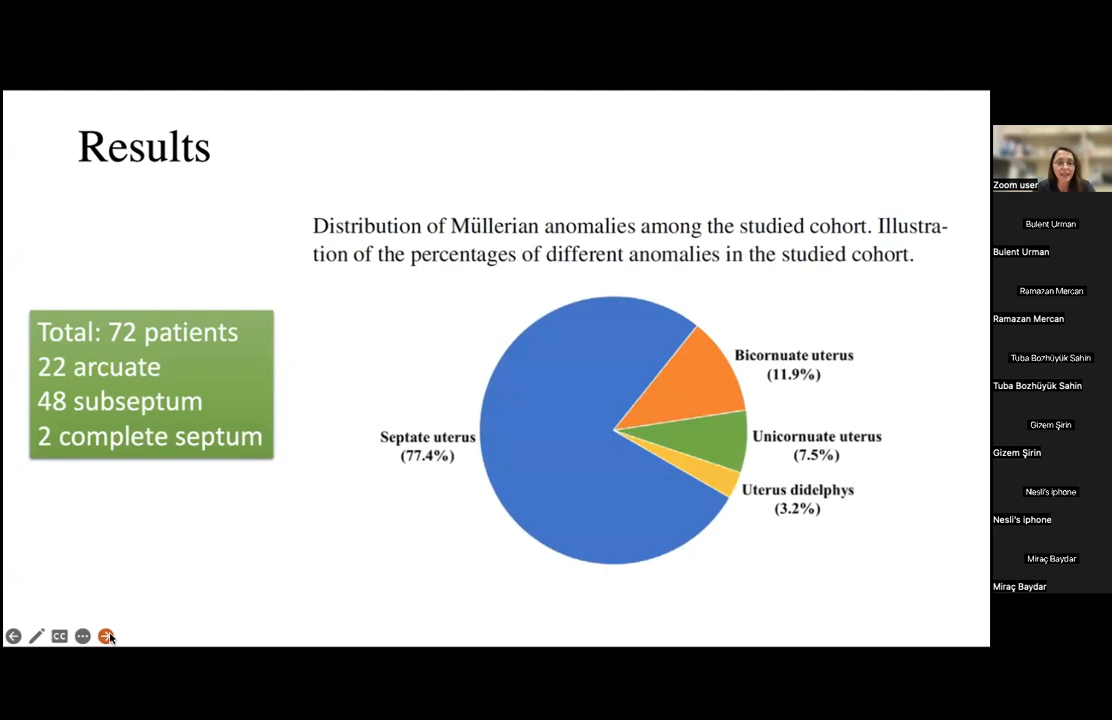 Results
Distribution of Müllerian anomalies among the studied cohort. Illustra-
tion of the percentages of different anomalies in the studied cohort.
Total: 72 patients
22 arcuate
48 subseptum
2 complete septum
Bicornuate uterus
(11.9%)
Septate uterus
(77.4%)
Unicornuate uterus
(7.5%)
Uterus didelphys
(3.2%)
CC
Zoom user
Bulent Urman
Bulent Urman
Ramazan Mercan
Ramazan Mercan
Tuba Bozhüyük Sahin
Tuba Bozhüyük Sahin
Gizem Şirin
Gizem Şirin
Nesli's iphone
Nesli's iphone
Miraç Baydar
Miraç Baydar